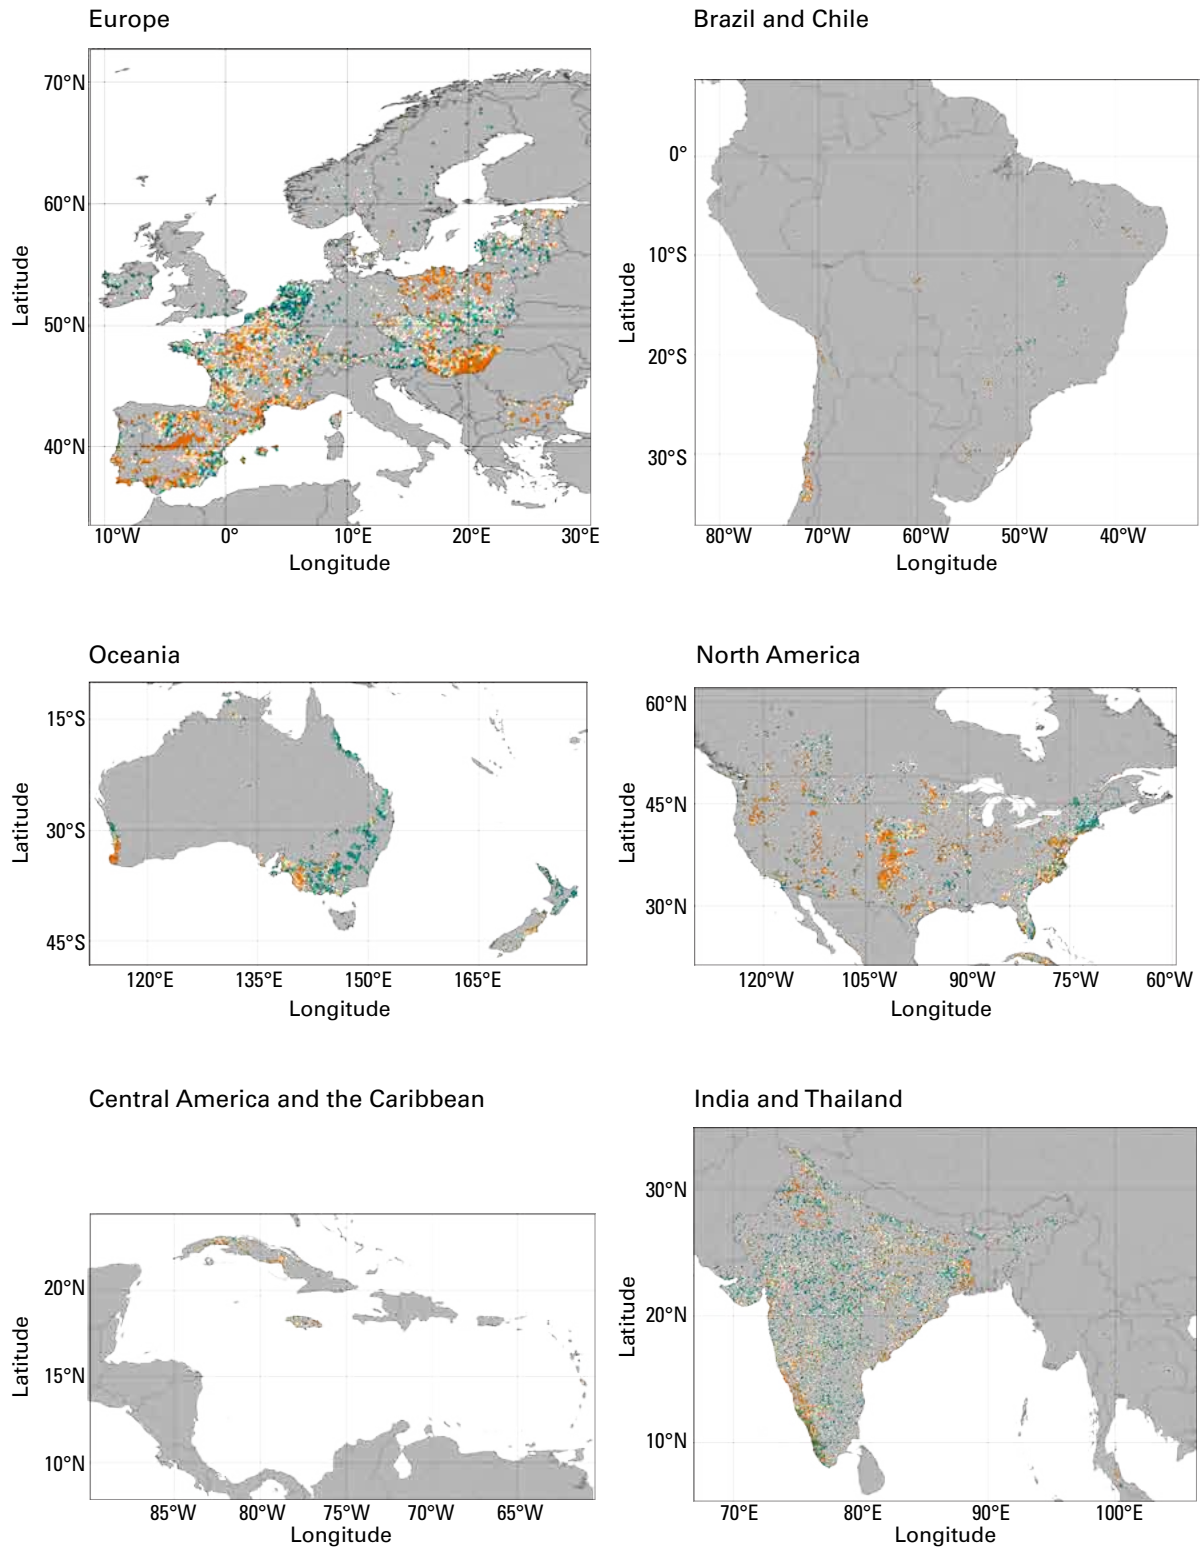 Europe
70°N
60°N
50°N
40°N
Latitude
10°W 0° 10°E 20°E 30°E
Longitude
Brazil and Chile
0°
10°S
20°S
30°S
Latitude
80°W 70°W 60°W 50°W 40°W
Longitude
Oceania
15°S
30°S
45°S
Latitude
120°E 135°E 150°E 165°E
Longitude
North America
60°N
45°N
30°N
Latitude
120°W 105°W 90°W 75°W 60°W
Longitude
Central America and the Caribbean
20°N
15°N
10°N
Latitude
85°W 80°W 75°W 70°W 65°W
Longitude
India and Thailand
30°N
20°N
10°N
Latitude
70°E 80°E 90°E 100°E
Longitude